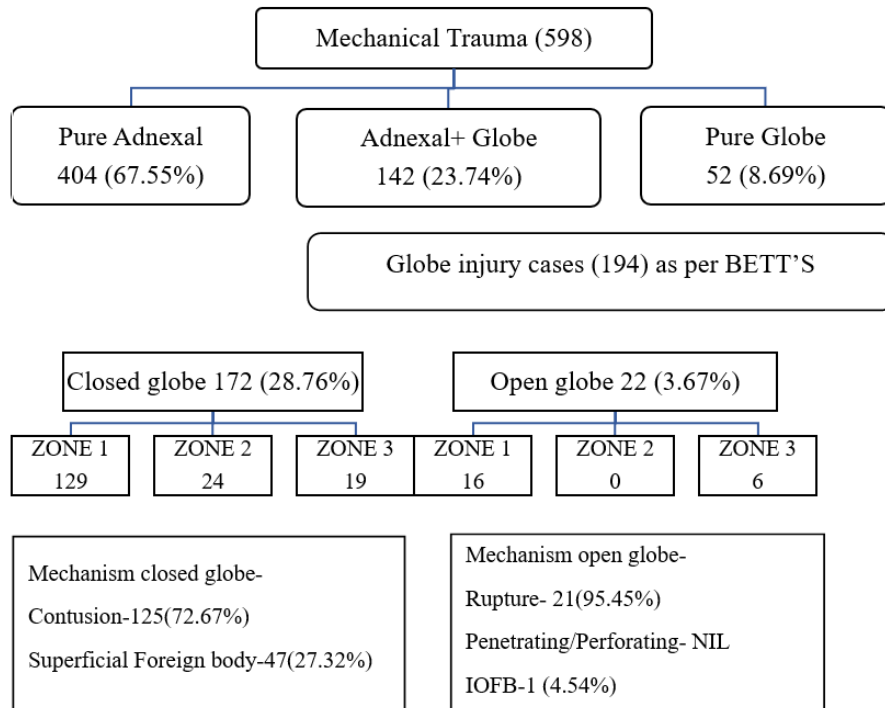 Mechanical Trauma (598)
Pure Adnexal
404 (67.55%)
Adnexal+ Globe
142 (23.74%)
Pure Globe
52 (8.69%)
Globe injury cases (194) as per BETT’S
Closed globe 172 (28.76%)
Open globe 22 (3.67%)
ZONE 1
129
ZONE 2
24
ZONE 3
19
ZONE 1
16
ZONE 2
0
ZONE 3
6
Mechanism closed globe-
Contusion-125(72.67%)
Superficial Foreign body-47(27.32%)
Mechanism open globe-
Rupture- 21(95.45%)
Penetrating/Perforating- NIL
IOFB-1 (4.54%)